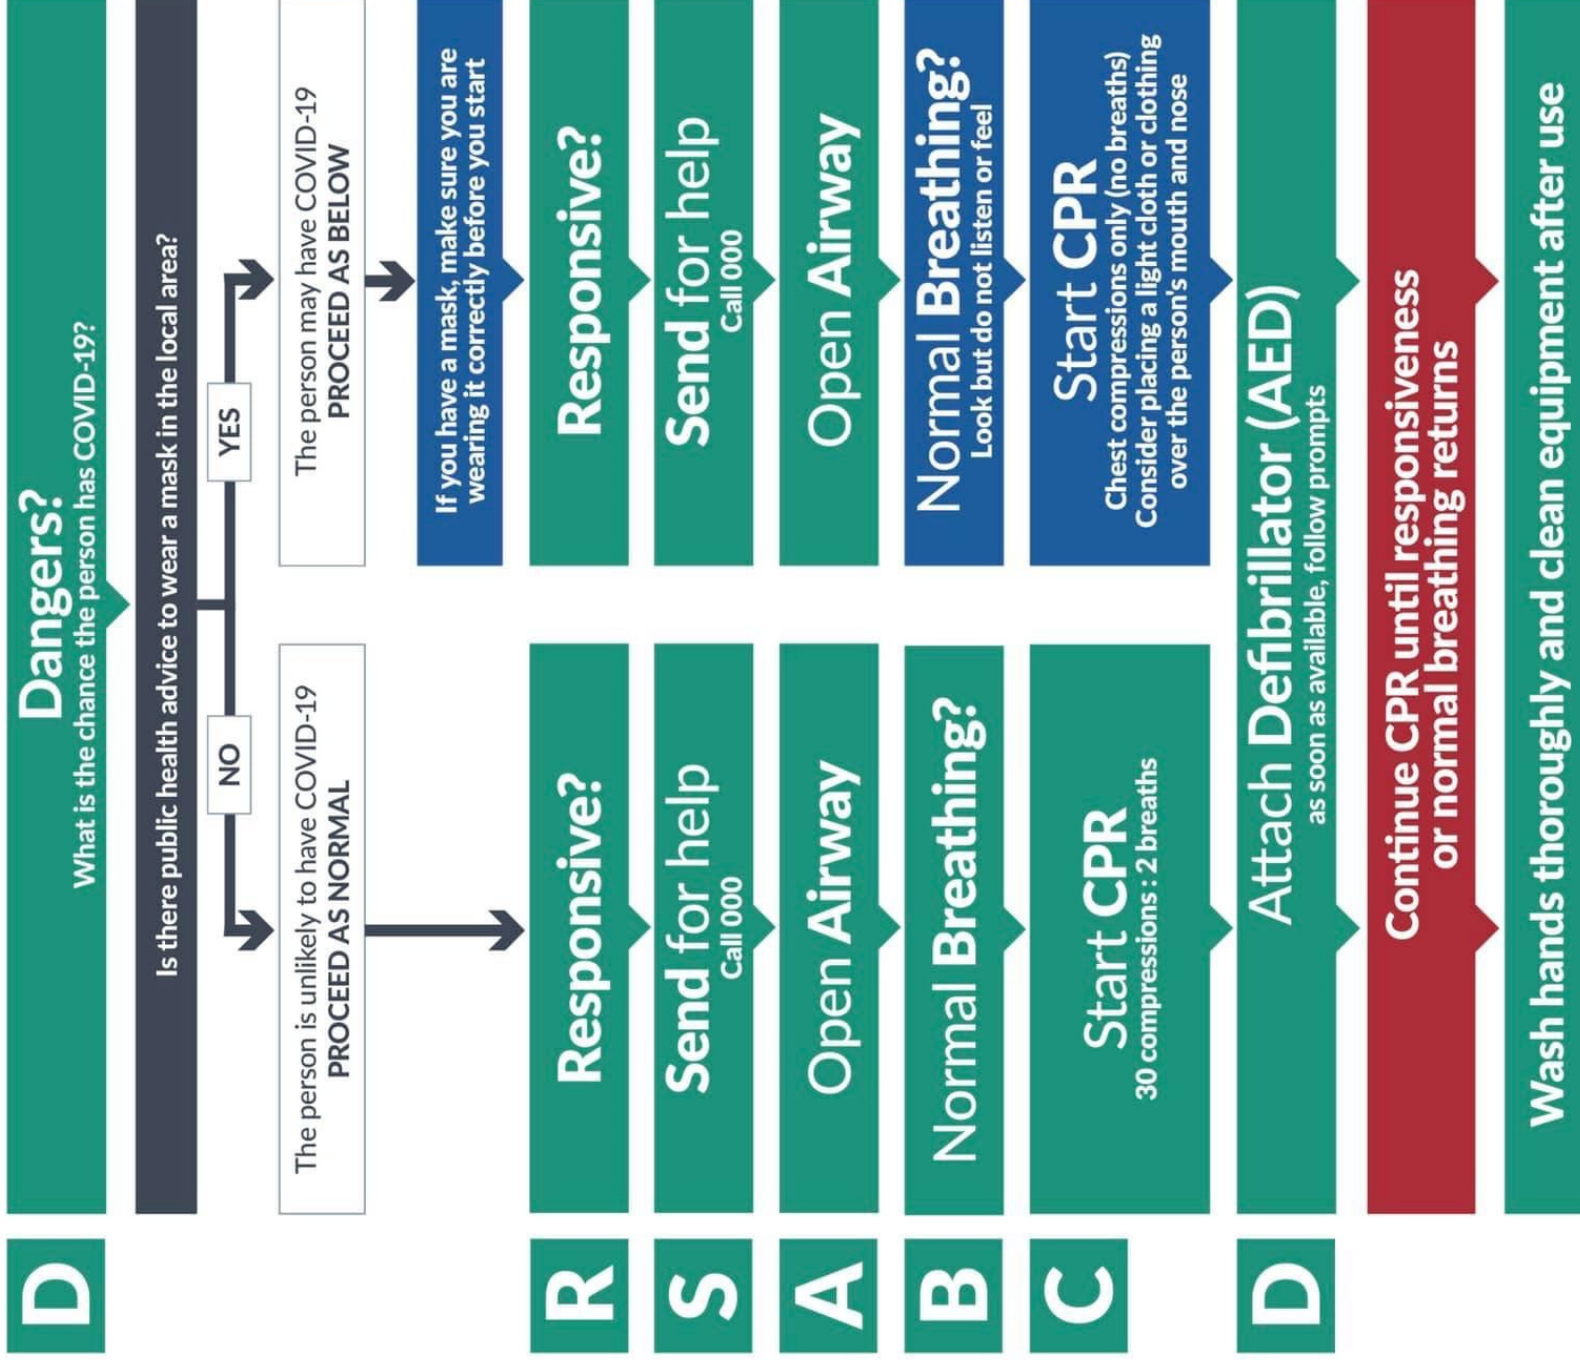 D
Dangers?
What is the chance the person has COVID-19?
Is there public health advice to wear a mask in the local area?
NO
YES
The person is unlikely to have COVID-19
PROCEED AS NORMAL
The person may have COVID-19
PROCEED AS BELOW
If you have a mask, make sure you are
wearing it correctly before you start
R
Responsive?
Responsive?
S
Send for help
Call 000
Send for help
Call 000
A
Open Airway
Open Airway
B
Normal Breathing?
Normal Breathing?
Look but do not listen or feel
C
Start CPR
30 compressions : 2 breaths
Start CPR
Chest compressions only (no breaths)
Consider placing a light cloth or clothing
over the person's mouth and nose
D
Attach Defibrillator (AED)
as soon as available, follow prompts
Continue CPR until responsiveness
or normal breathing returns
Wash hands thoroughly and clean equipment after use